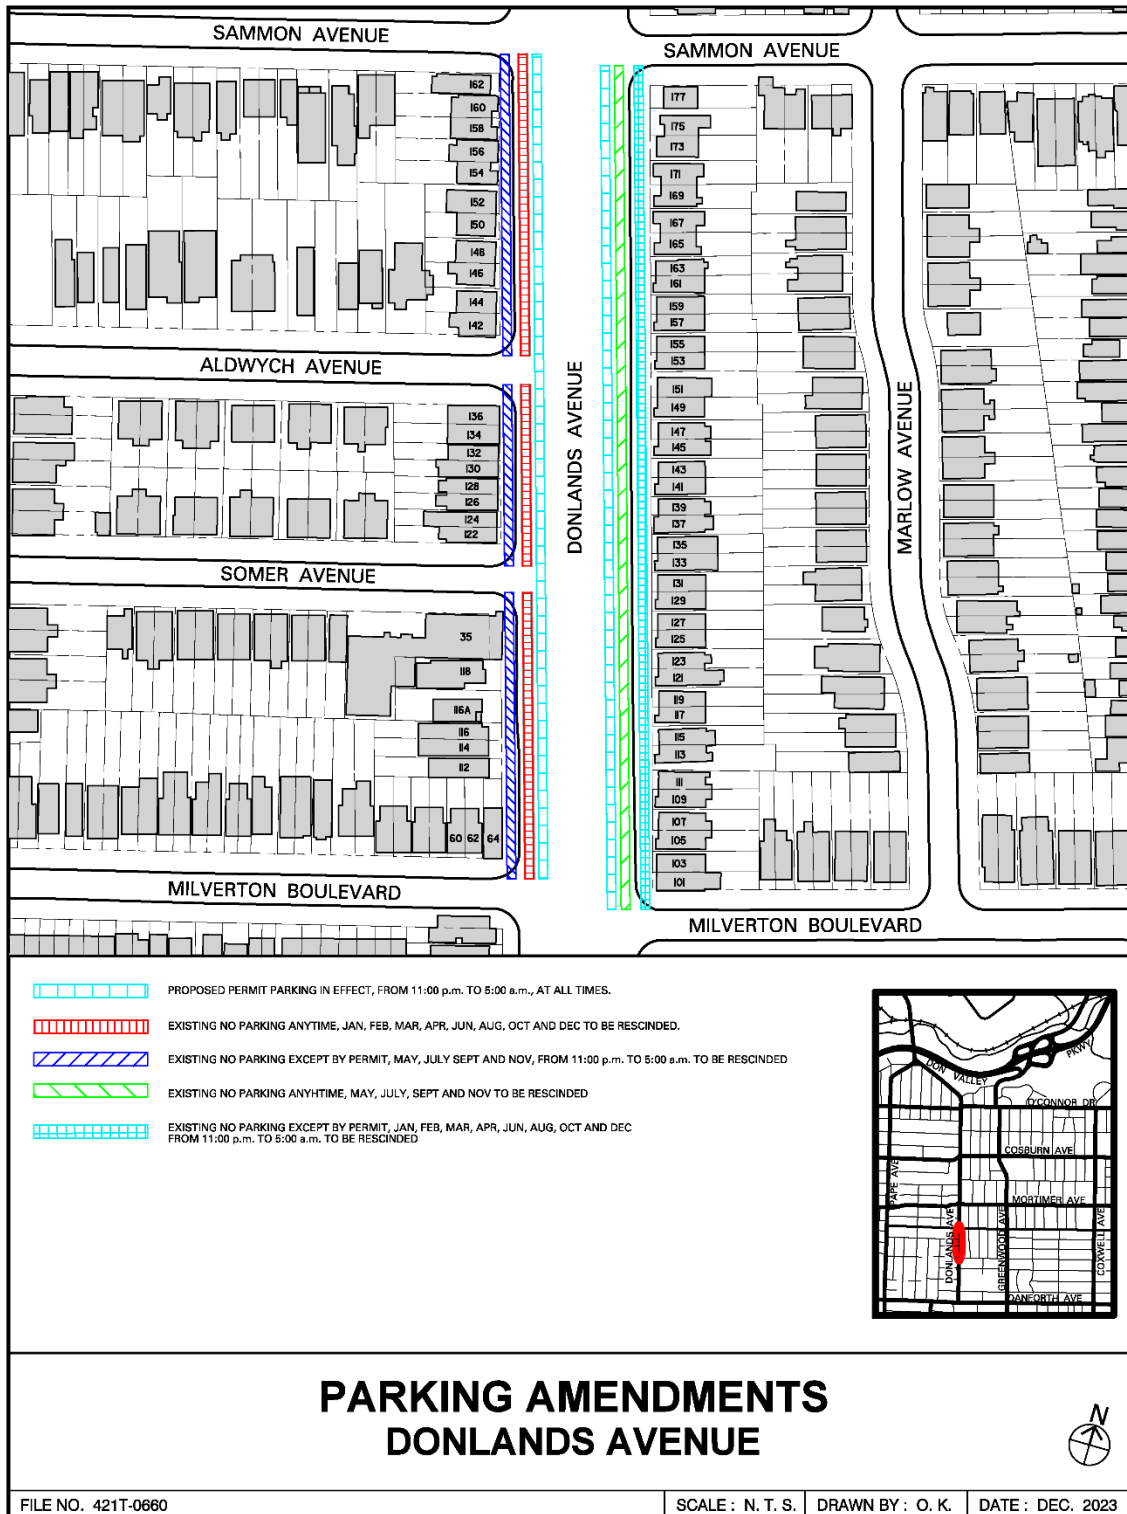 SAMMON AVENUE
SAMMON AVENUE
162
160
158
156
154
152
150
148
146
144
142
177
175
173
171
169
167
165
163
161
159
157
155
153
151
149
147
145
143
141
139
137
135
133
131
129
127
125
123
121
119
117
115
113
111
109
107
105
103
101
ALDWYCH AVENUE
DONLANDS AVENUE
MARLOW AVENUE
136
134
132
130
128
126
124
122
SOMER AVENUE
35
118
116A
116
114
112
60 62 64
MILVERTON BOULEVARD
MILVERTON BOULEVARD
PROPOSED PERMIT PARKING IN EFFECT, FROM 11:00 p.m. TO 5:00 a.m., AT ALL TIMES.
EXISTING NO PARKING ANYTIME, JAN, FEB, MAR, APR, JUN, AUG, OCT AND DEC TO BE RESCINDED.
EXISTING NO PARKING EXCEPT BY PERMIT, MAY, JULY SEPT AND NOV, FROM 11:00 p.m. TO 5:00 a.m. TO BE RESCINDED
EXISTING NO PARKING ANYHTIME, MAY, JULY, SEPT AND NOV TO BE RESCINDED
EXISTING NO PARKING EXCEPT BY PERMIT, JAN, FEB, MAR, APR, JUN, AUG, OCT AND DEC
FROM 11:00 p.m. TO 5:00 a.m. TO BE RESCINDED
DON VALLEY PKWY
O'CONNOR DR
COSBURN AVE
PAPE AVE
MORTIMER AVE
DONLANDS AVE
GREENWOOD AVE
COXWELL AVE
DANFORTH AVE
PARKING AMENDMENTS
DONLANDS AVENUE
N
FILE NO. 421T-0660
SCALE : N. T. S.
DRAWN BY : O. K.
DATE : DEC. 2023